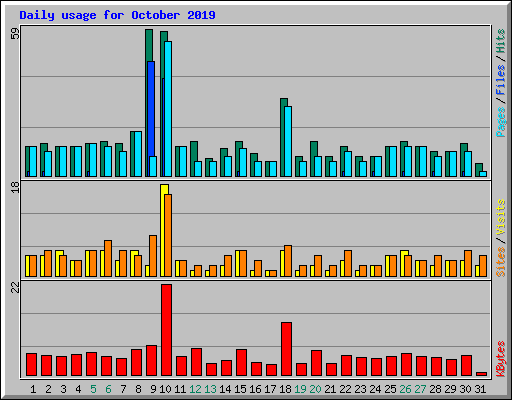 Daily usage for October 2019
59
Pages / Files / Hits
18
Sites / Visits
22
KBytes
1 2 3 4 5 6 7 8 9 10 11 12 13 14 15 16 17 18 19 20 21 22 23 24 25 26 27 28 29 30 31